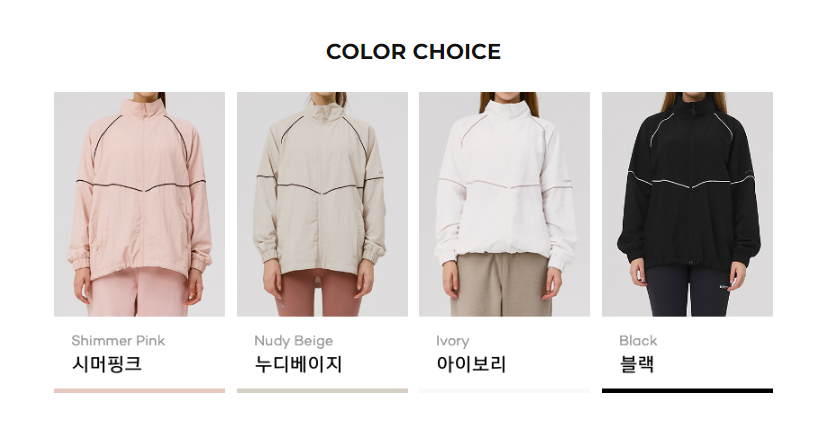 COLOR CHOICE
Shimmer Pink
시머핑크
Nudy Beige
누디베이지
Ivory
아이보리
Black
블랙